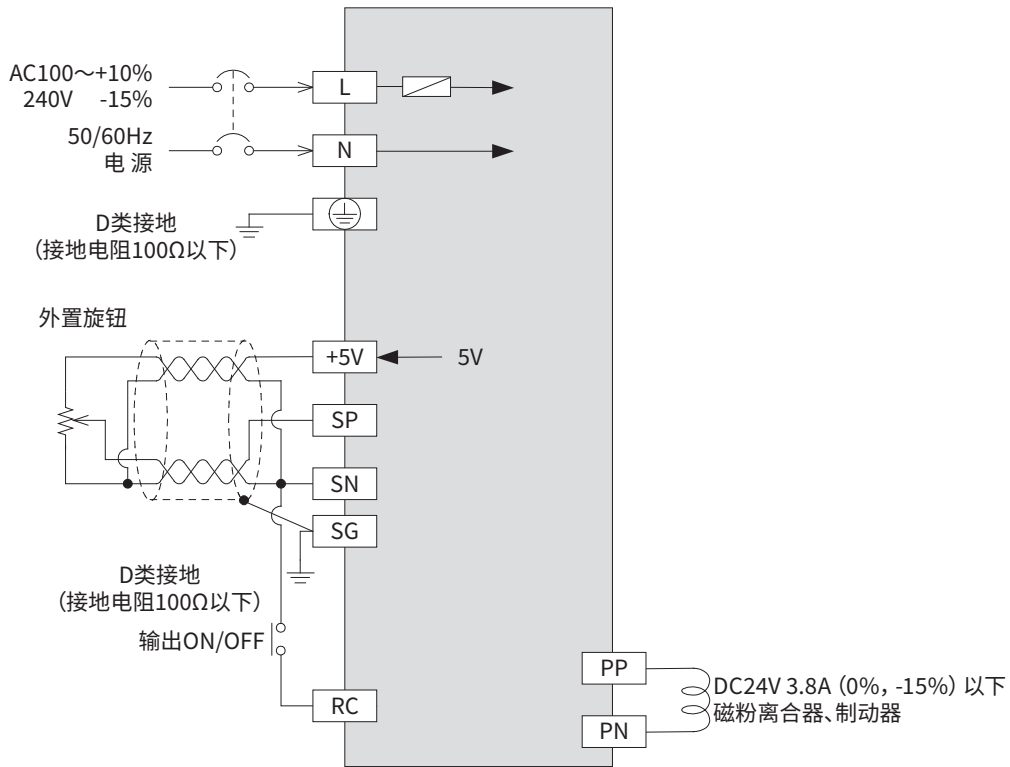 AC100～+10%
240V -15%
L
50/60Hz
电 源
N
D类接地
（接地电阻100Ω以下）
外置旋钮
+5V
5V
SP
SN
SG
D类接地
（接地电阻100Ω以下）
输出ON/OFF
RC
PP
DC24V 3.8A（0%，-15%）以下
磁粉离合器、制动器
PN